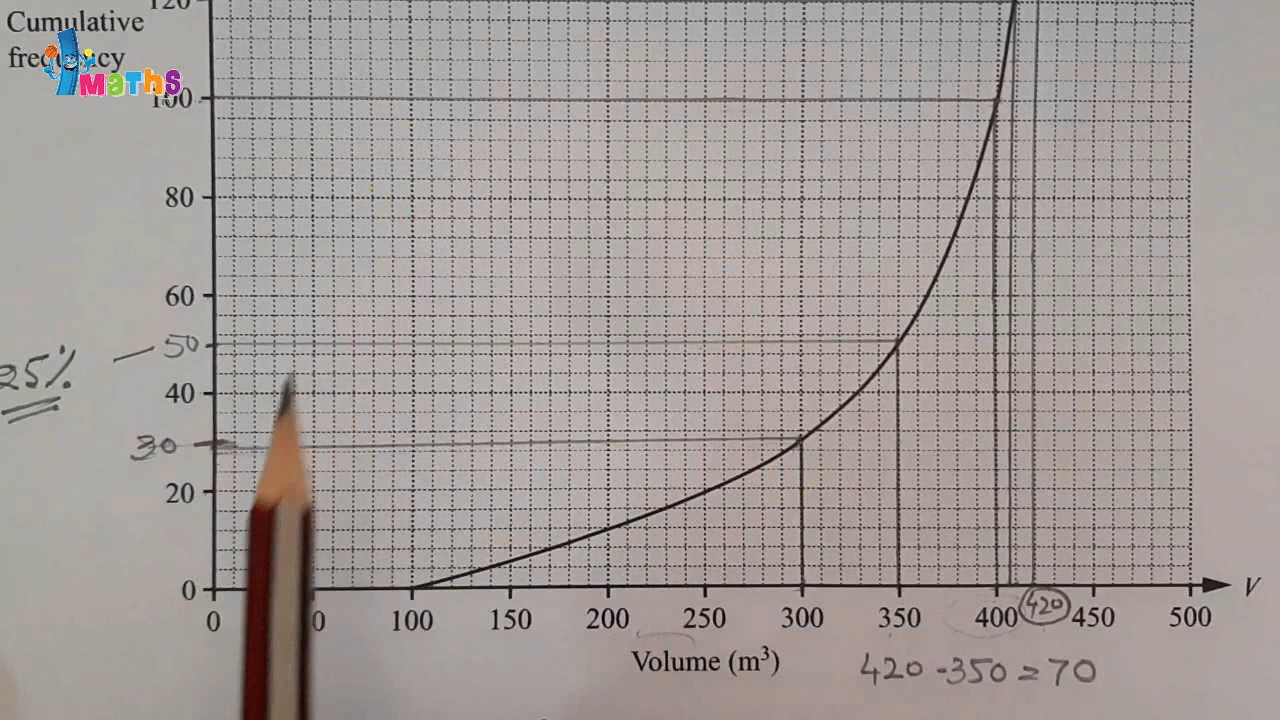 120
Cumulative
frequency
MaTHS
100
80
60
50
25%
40
30
20
0
0 0 100 150 200 250 300 350 400 420 450 500 V
Volume (m³)
420 - 350 = 70